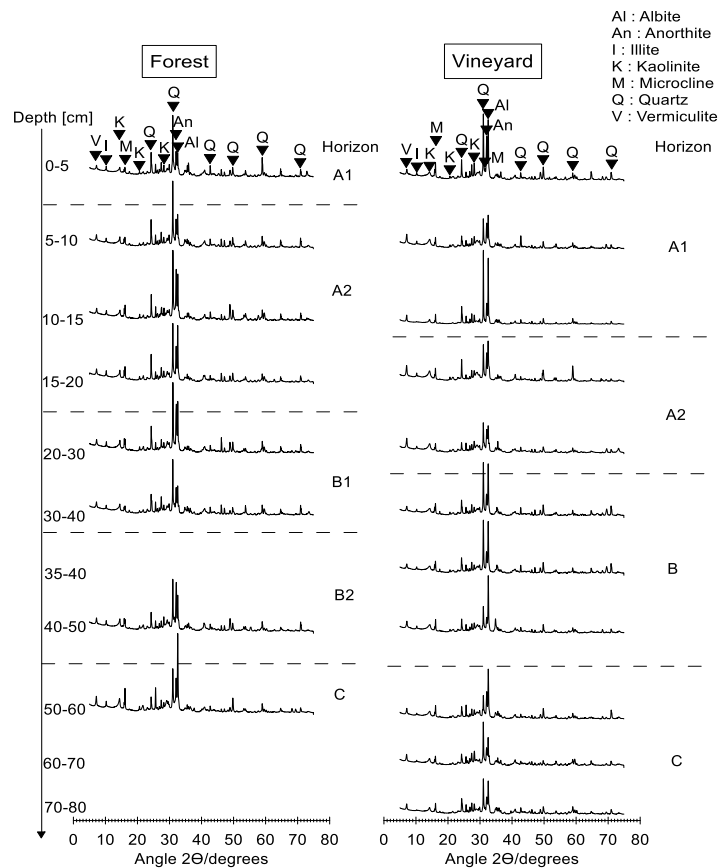 Al : Albite
An : Anorthite
I : Illite
K : Kaolinite
M : Microcline
Q : Quartz
V : Vermiculite
Forest
Vineyard
Depth [cm]
Horizon
Horizon
V I K M K Q K Q An Al Q Q Q Q
V I K M K Q K Q Al An M Q Q Q Q
0-5
5-10
10-15
15-20
20-30
30-40
35-40
40-50
50-60
60-70
70-80
A1
A2
B1
B2
C
A1
A2
B
C
0 10 20 30 40 50 60 70 80
0 10 20 30 40 50 60 70 80
Angle 2Θ/degrees
Angle 2Θ/degrees